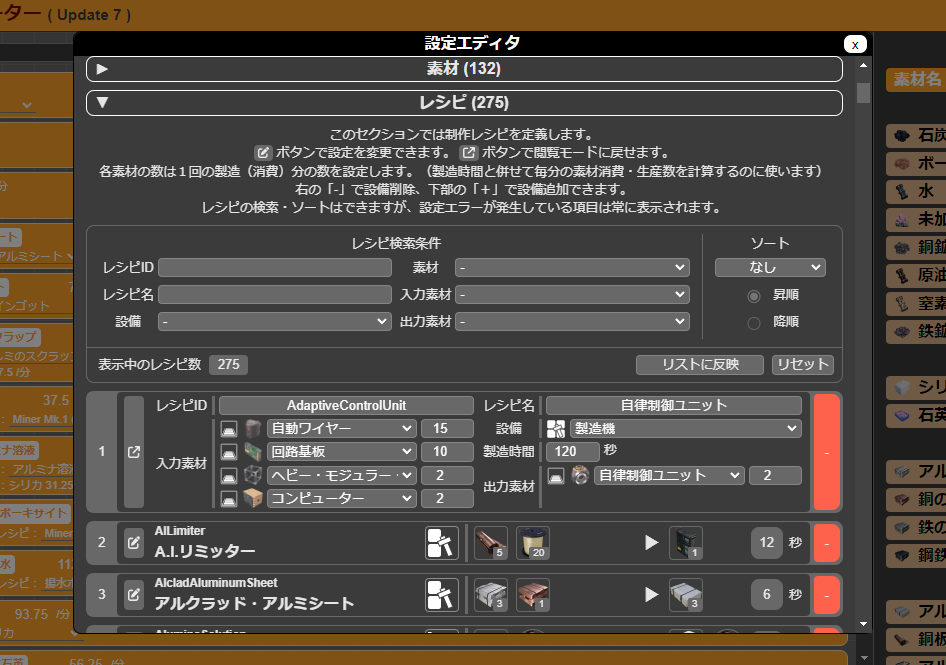 ーター ( Update 7 )
設定エディタ
x
素材 (132)
レシピ (275)
このセクションでは制作レシピを定義します。
ボタンで設定を変更できます。 ボタンで閲覧モードに戻せます。
各素材の数は１回の製造（消費）分の数を設定します。（製造時間と併せて毎分の素材消費・生産数を計算するのに使います）
右の「-」で設備削除、下部の「＋」で設備追加できます。
レシピの検索・ソートはできますが、設定エラーが発生している項目は常に表示されます。
レシピ検索条件
ソート
レシピID
素材 -
なし
レシピ名
入力素材 -
昇順
設備 -
出力素材 -
降順
表示中のレシピ数 275
リストに反映
リセット
1
レシピID AdaptiveControlUnit
レシピ名 自律制御ユニット
入力素材
自動ワイヤー 15
設備 製造機
回路基板 10
製造時間 120 秒
ヘビー・モジュラー 2
出力素材 自律制御ユニット 2
コンピューター 2
-
2
AILimiter
A.I.リミッター
5
20
1
12 秒
-
3
AlcladAluminumSheet
アルクラッド・アルミシート
3
1
3
6 秒
-
分
ート
アルミシート
インゴット
ラップ
ミのスクラッ
7.5 /分
37.5
： Miner Mk.1
ナ溶液
： アルミナ溶
： シリカ 31.25
ボーキサイト
レシピ： Miner
水
11
レシピ： 揚水
93.75 /分
リカ
石英
56.25 /分
素材名
石炭
ボー
水
未加
銅鉱
原油
窒素
鉄鉱
シリ
石英
アル
銅の
鉄の
鋼鉄
アル
銅板